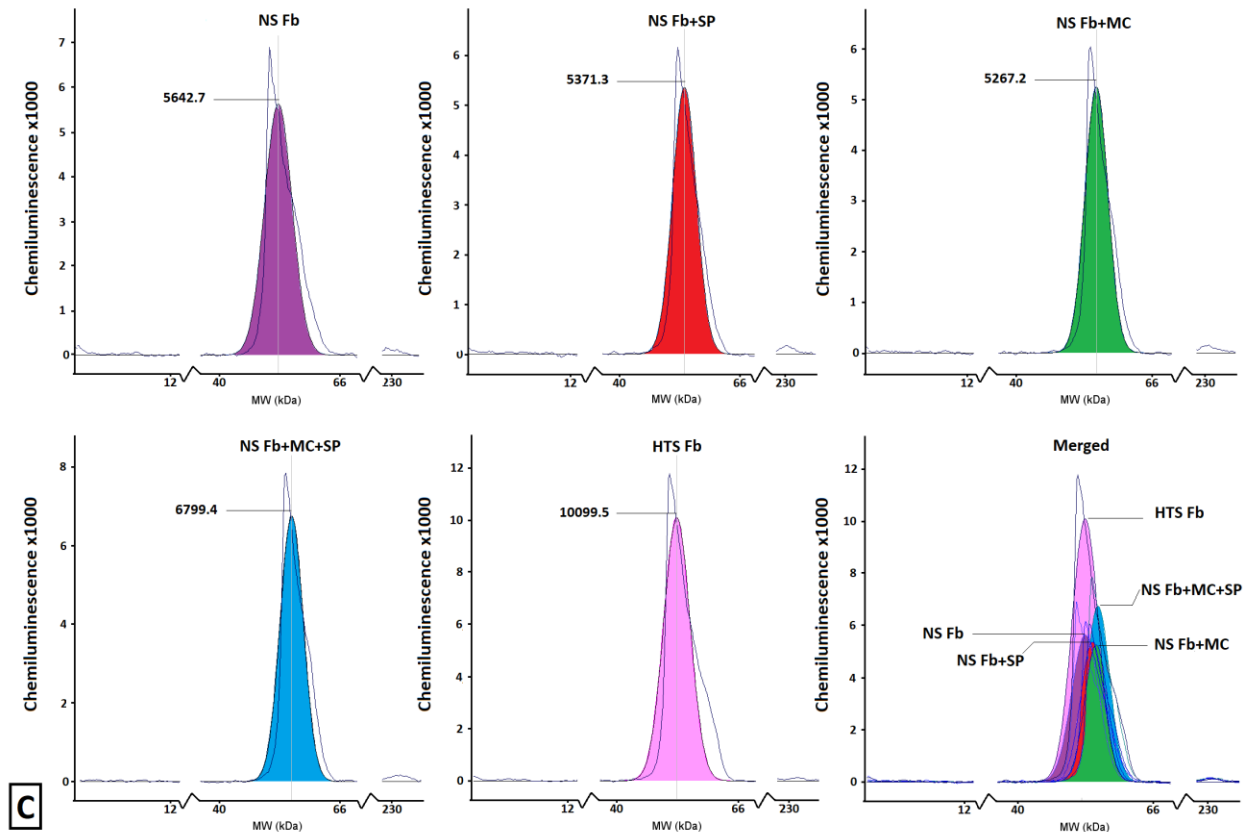 NS Fb
Chemiluminescence x1000
7
6
5
4
3
2
1
0
5642.7
12
40
66
230
MW (kDa)
NS Fb+SP
Chemiluminescence x1000
6
5
4
3
2
1
0
5371.3
12
40
66
230
MW (kDa)
NS Fb+MC
Chemiluminescence x1000
6
5
4
3
2
1
0
5267.2
12
40
66
230
MW (kDa)
NS Fb+MC+SP
Chemiluminescence x1000
8
6
4
2
0
6799.4
12
40
66
230
MW (kDa)
HTS Fb
Chemiluminescence x1000
12
10
8
6
4
2
0
10099.5
12
40
66
230
MW (kDa)
Merged
Chemiluminescence x1000
12
10
8
6
4
2
0
HTS Fb
NS Fb+MC+SP
NS Fb
NS Fb+MC
NS Fb+SP
12
40
66
230
MW (kDa)
C